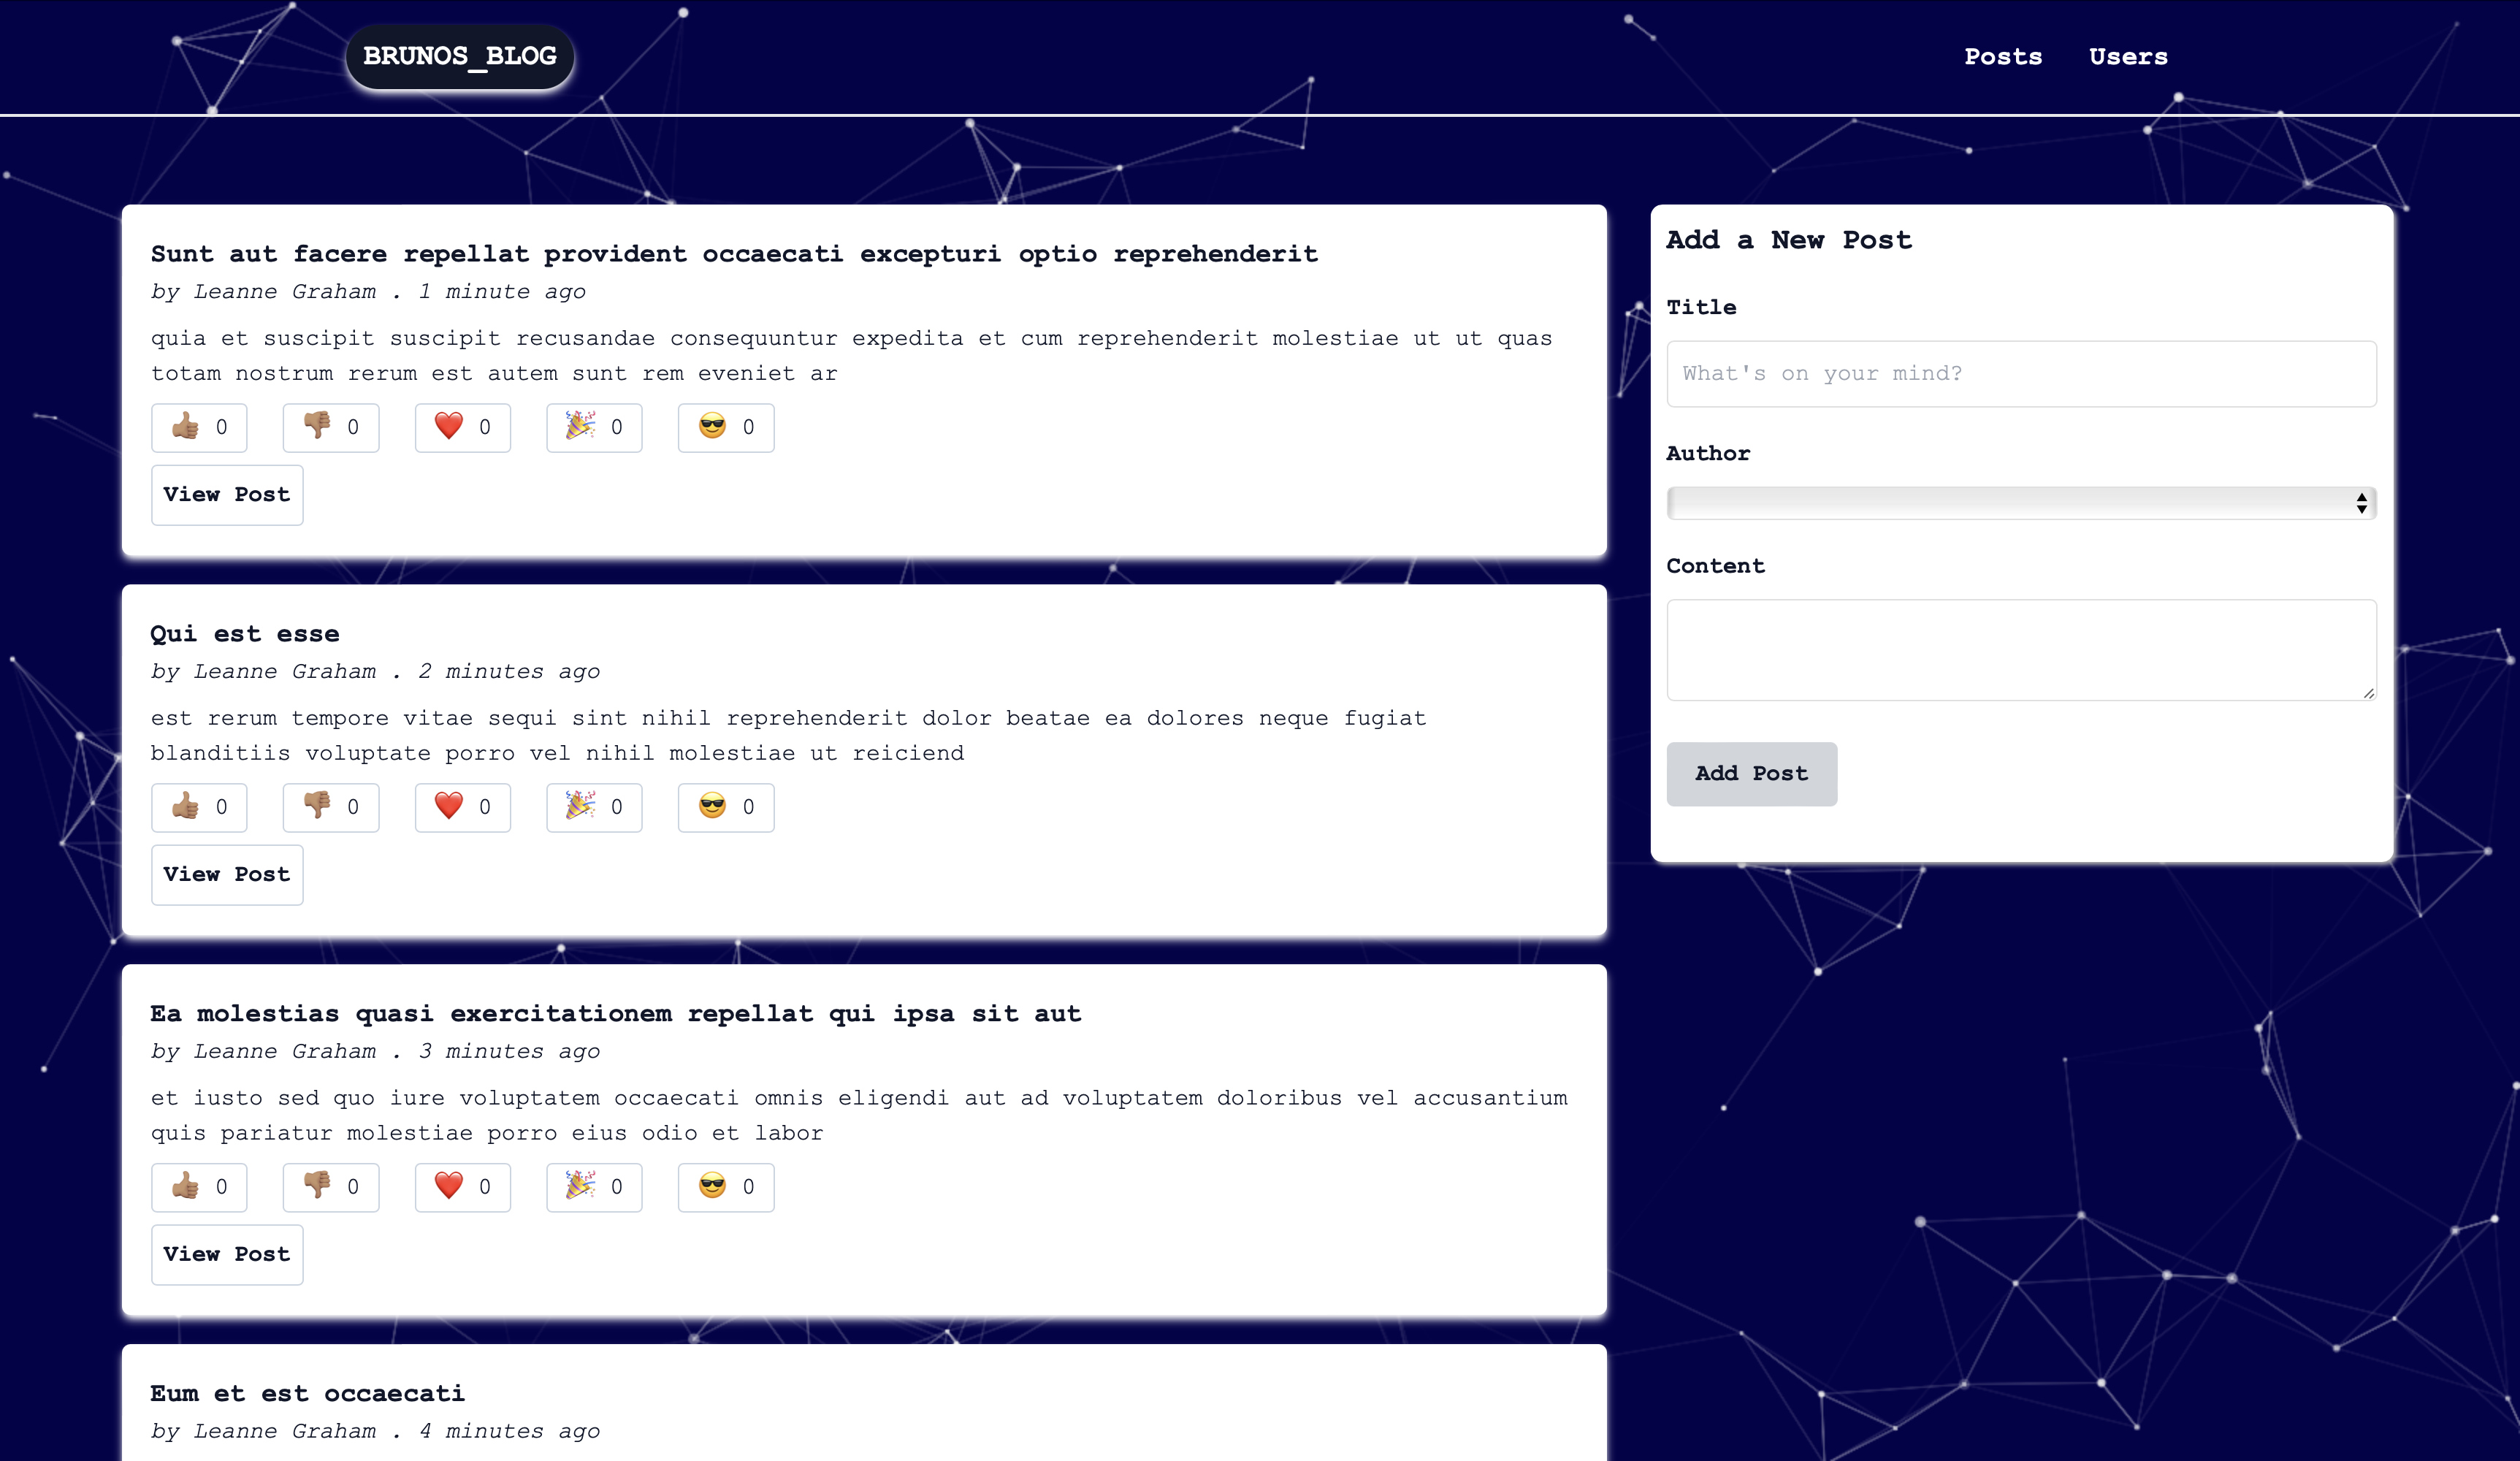 BRUNOS_BLOG
Posts Users
Sunt aut facere repellat provident occaecati excepturi optio reprehenderit
by Leanne Graham . 1 minute ago
quia et suscipit suscipit recusandae consequuntur expedita et cum reprehenderit molestiae ut ut quas
totam nostrum rerum est autem sunt rem eveniet ar
👍🏽 0 👎🏽 0 ❤️ 0 🎉 0 😎 0
View Post
Qui est esse
by Leanne Graham . 2 minutes ago
est rerum tempore vitae sequi sint nihil reprehenderit dolor beatae ea dolores neque fugiat
blanditiis voluptate porro vel nihil molestiae ut reiciend
👍🏽 0 👎🏽 0 ❤️ 0 🎉 0 😎 0
View Post
Ea molestias quasi exercitationem repellat qui ipsa sit aut
by Leanne Graham . 3 minutes ago
et iusto sed quo iure voluptatem occaecati omnis eligendi aut ad voluptatem doloribus vel accusantium
quis pariatur molestiae porro eius odio et labor
👍🏽 0 👎🏽 0 ❤️ 0 🎉 0 😎 0
View Post
Eum et est occaecati
by Leanne Graham . 4 minutes ago
Add a New Post
Title
What's on your mind?
Author
Content
Add Post